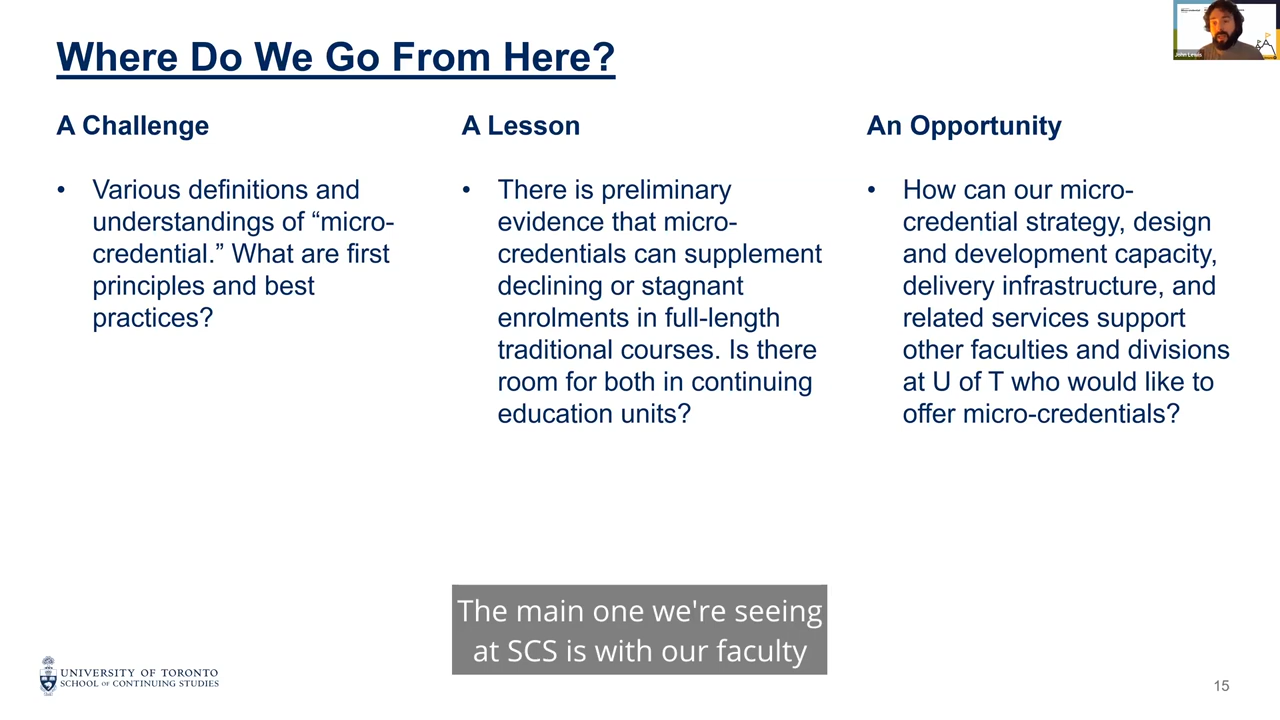 Where Do We Go From Here?
John Lewis
A Challenge
• Various definitions and
understandings of “micro-
credential.” What are first
principles and best
practices?
A Lesson
• There is preliminary
evidence that micro-
credentials can supplement
declining or stagnant
enrolments in full-length
traditional courses. Is there
room for both in continuing
education units?
An Opportunity
• How can our micro-
credential strategy, design
and development capacity,
delivery infrastructure, and
related services support
other faculties and divisions
at U of T who would like to
offer micro-credentials?
The main one we're seeing
at SCS is with our faculty
UNIVERSITY OF TORONTO
SCHOOL OF CONTINUING STUDIES
15